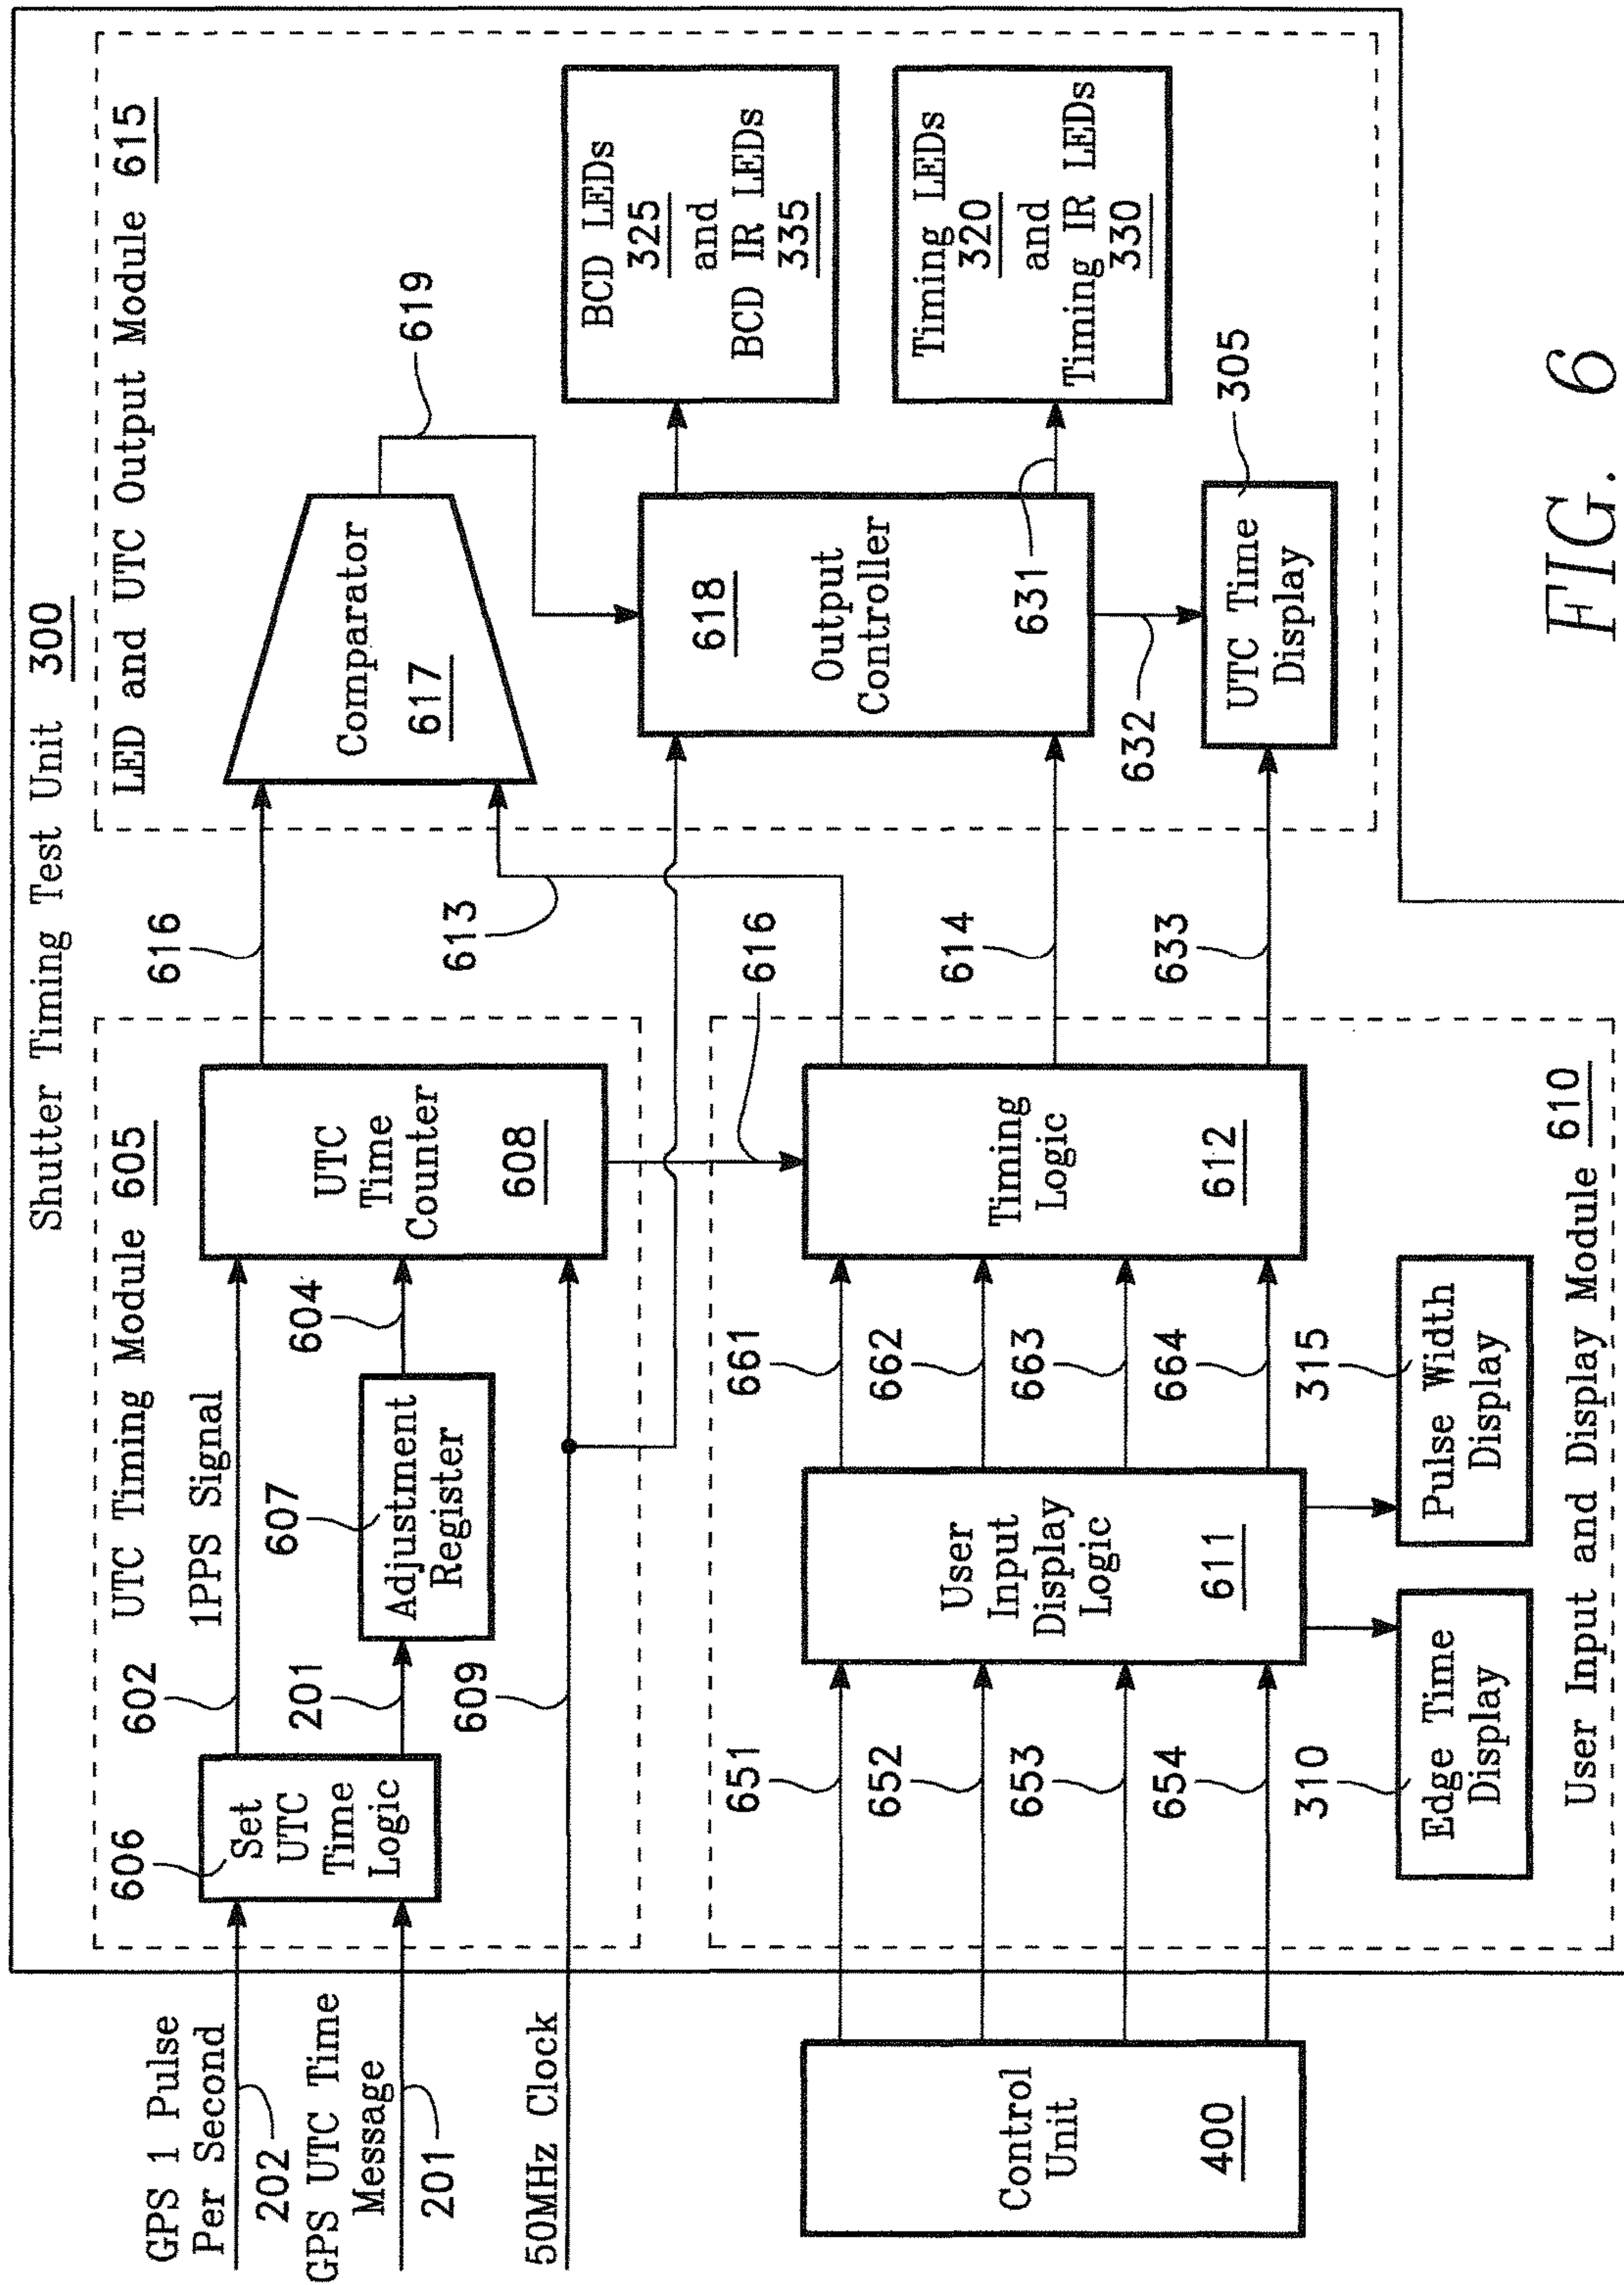 Shutter Timing Test Unit 300
UTC Timing Module 605
LED and UTC Output Module 615
GPS 1 Pulse
Per Second
202
GPS UTC Time
Message
201
50MHz Clock
606
Set
UTC
Time
Logic
602
1PPS Signal
201
607
Adjustment
Register
604
609
UTC
Time
Counter
608
616
613
616
Comparator
617
619
618
Output
Controller
631
632
BCD LEDs
325
and
BCD IR LEDs
335
Timing LEDs
320
and
Timing IR LEDs
330
UTC Time
Display
305
Control
Unit
400
651
652
653
654
User
Input
Display
Logic
611
661
662
663
664
Timing
Logic
612
614
633
310
Edge Time
Display
315
Pulse Width
Display
User Input and Display Module 610
FIG. 6